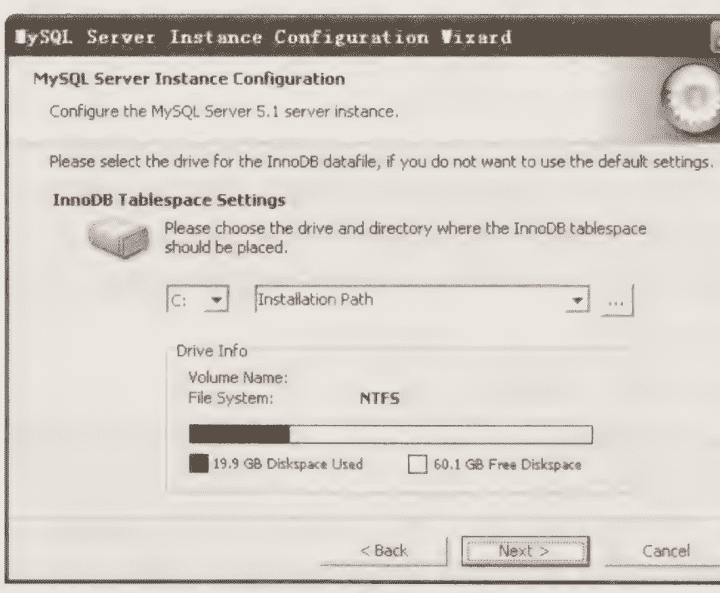 MySQL Server Instance Configuration Wizard
MySQL Server Instance Configuration
Configure the MySQL Server 5.1 server instance.
Please select the drive for the InnoDB datafile, if you do not want to use the default settings.
InnoDB Tablespace Settings
Please choose the drive and directory where the InnoDB tablespace
should be placed.
C: Installation Path ...
Drive Info
Volume Name:
File System: NTFS
19.9 GB Diskspace Used 60.1 GB Free Diskspace
< Back Next > Cancel